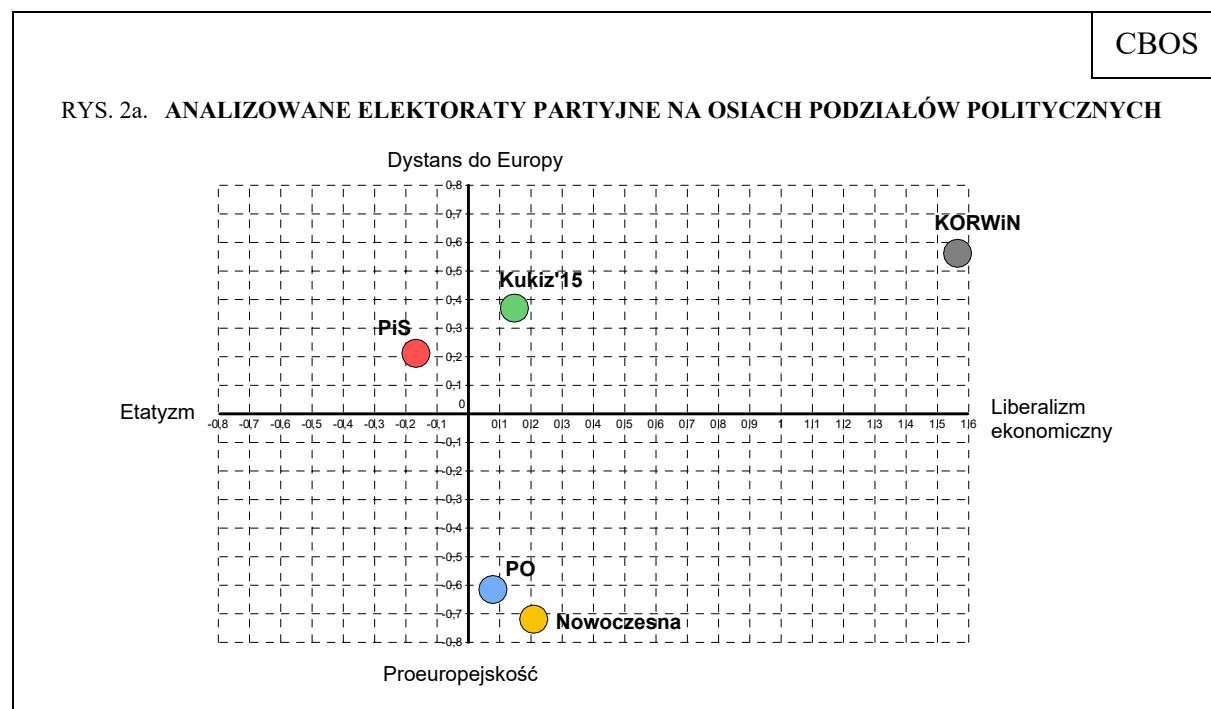 CBOS
RYS. 2a. ANALIZOWANE ELEKTORATY PARTYJNE NA OSIACH PODZIAŁÓW POLITYCZNYCH
Dystans do Europy
0,8
0,7
KORWiN
0,6
0,5
Kukiz'15
0,4
0,3
PiS
0,2
0,1
0
Etatyzm
Liberalizm
ekonomiczny
-0,8 -0,7 -0,6 -0,5 -0,4 -0,3 -0,2 -0,1 0,1 0,2 0,3 0,4 0,5 0,6 0,7 0,8 0,9 1 1,1 1,2 1,3 1,4 1,5 1,6
-0,1
-0,2
-0,3
-0,4
-0,5
PO
-0,6
Nowoczesna
-0,7
-0,8
Proeuropejskość